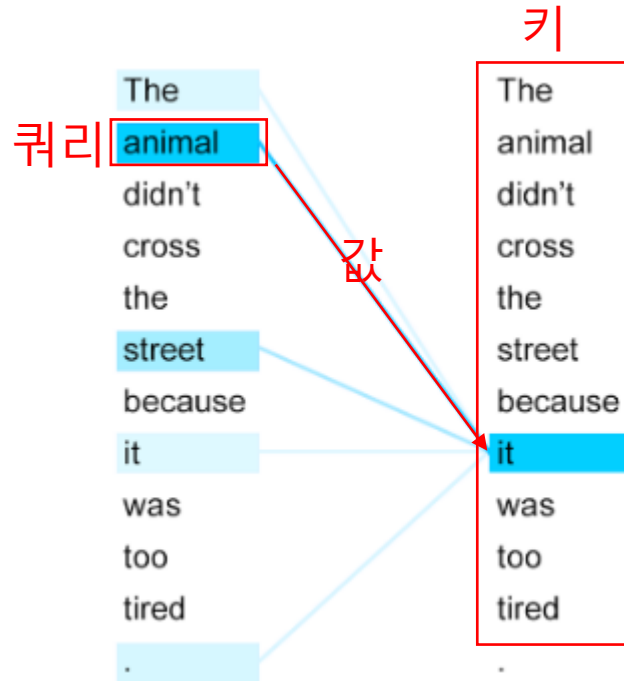 키
The
animal
didn't
cross
the
street
because
it
was
too
tired
.
쿼리
값
The
animal
didn't
cross
the
street
because
it
was
too
tired
.